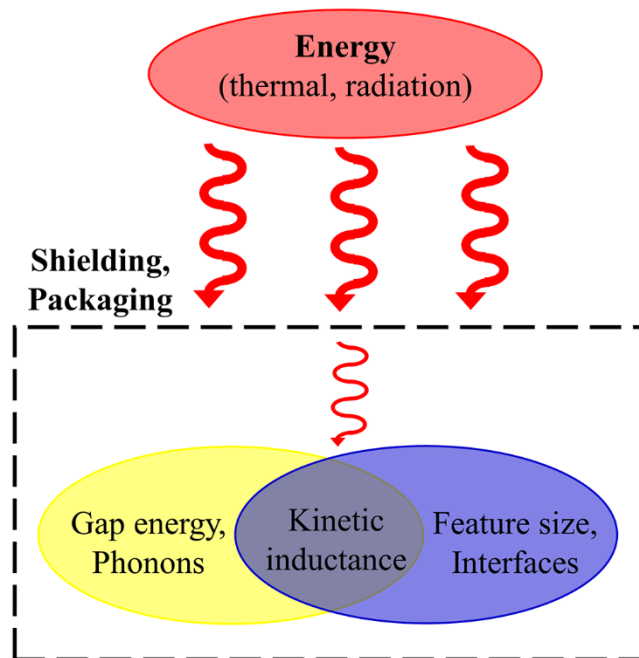 Energy
(thermal, radiation)
Shielding,
Packaging
Gap energy,
Phonons
Kinetic
inductance
Feature size,
Interfaces